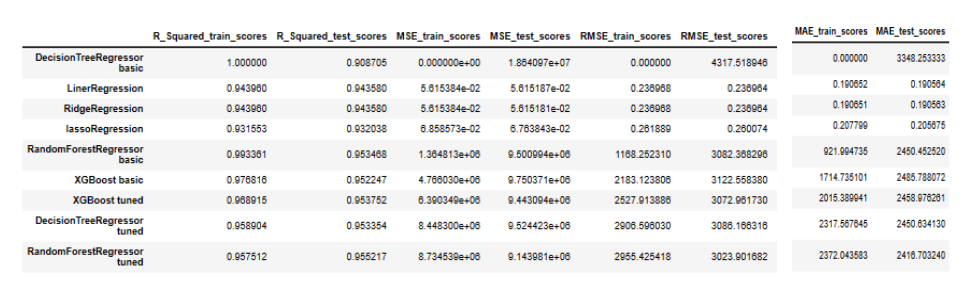 R_Squared_train_scores R_Squared_test_scores MSE_train_scores MSE_test_scores RMSE_train_scores RMSE_test_scores MAE_train_scores MAE_test_scores
DecisionTreeRegressor
basic 1.000000 0.908705 0.000000e+00 1.864097e+07 0.000000 4317.518946 0.000000 3348.253333
LinerRegression 0.943960 0.943580 5.615384e-02 5.615187e-02 0.236968 0.236964 0.190652 0.190564
RidgeRegression 0.943960 0.943580 5.615384e-02 5.615181e-02 0.236968 0.236964 0.190651 0.190563
lassoRegression 0.931553 0.932038 6.858573e-02 6.763843e-02 0.261889 0.260074 0.207799 0.205675
RandomForestRegressor
basic 0.993361 0.953468 1.364813e+06 9.500994e+06 1168.252310 3082.368296 921.994735 2450.452520
XGBoost basic 0.976816 0.952247 4.766030e+06 9.750371e+06 2183.123806 3122.558380 1714.735101 2485.788072
XGBoost tuned 0.968915 0.953752 6.390349e+06 9.443094e+06 2527.913886 3072.961730 2015.389941 2458.976261
DecisionTreeRegressor
tuned 0.958904 0.953354 8.448300e+06 9.524423e+06 2906.596030 3086.166316 2317.567645 2450.634130
RandomForestRegressor
tuned 0.957512 0.955217 8.734539e+06 9.143981e+06 2955.425418 3023.901682 2372.043583 2416.703240